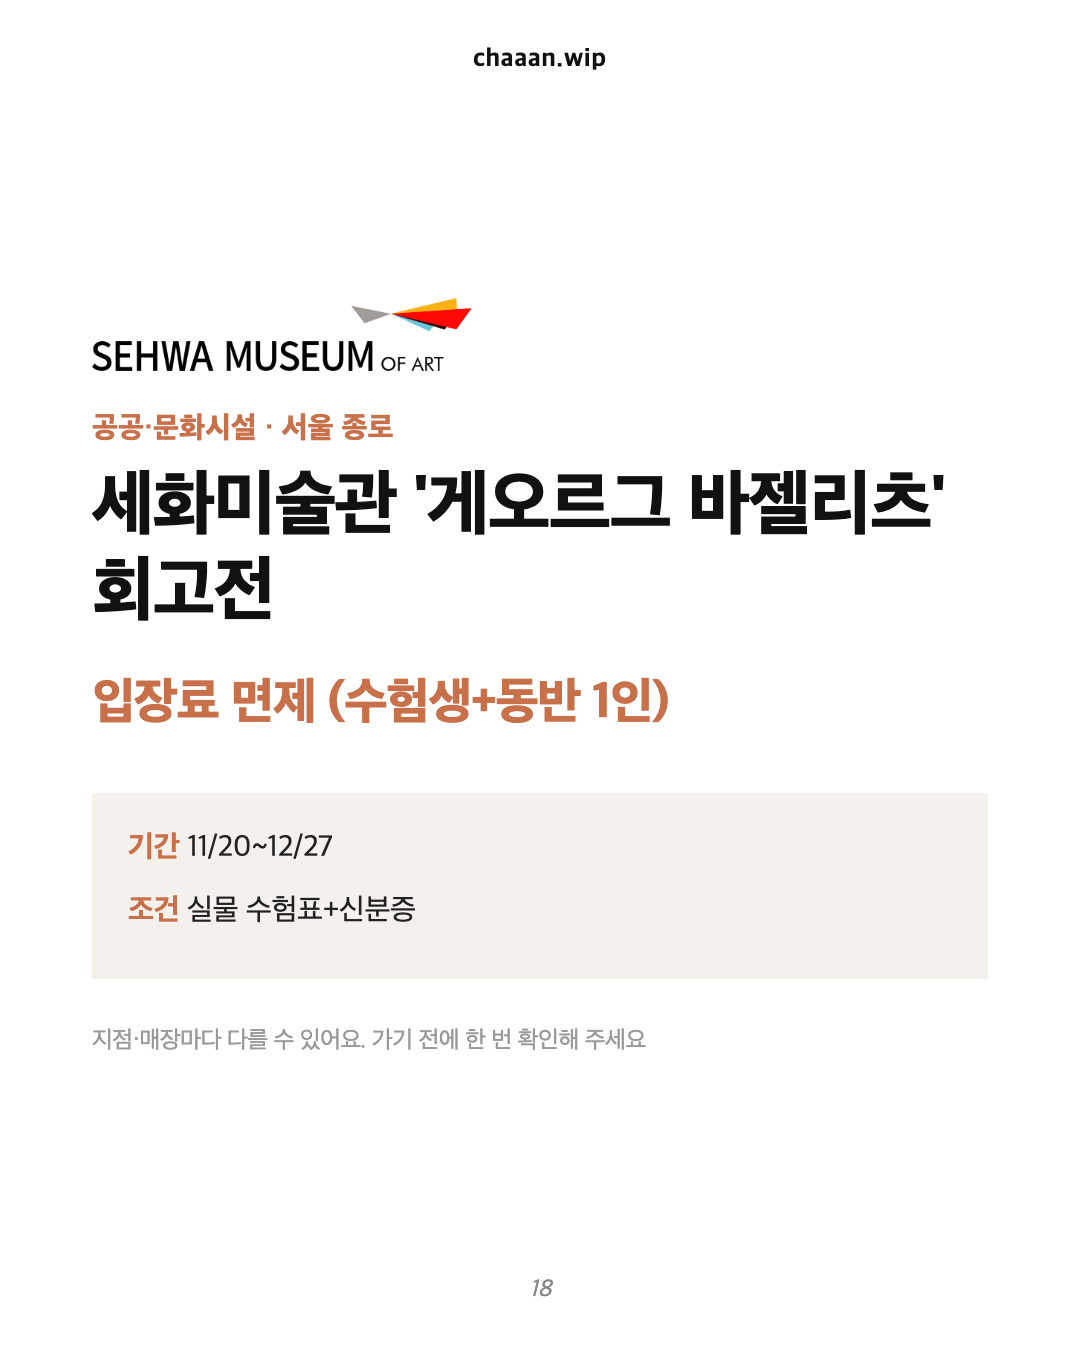 chaaan.wip
SEHWA MUSEUM OF ART
공공·문화시설 · 서울 종로
세화미술관 '게오르그 바젤리츠'
회고전
입장료 면제 (수험생+동반 1인)
기간 11/20~12/27
조건 실물 수험표+신분증
지점·매장마다 다를 수 있어요. 가기 전에 한 번 확인해 주세요
18